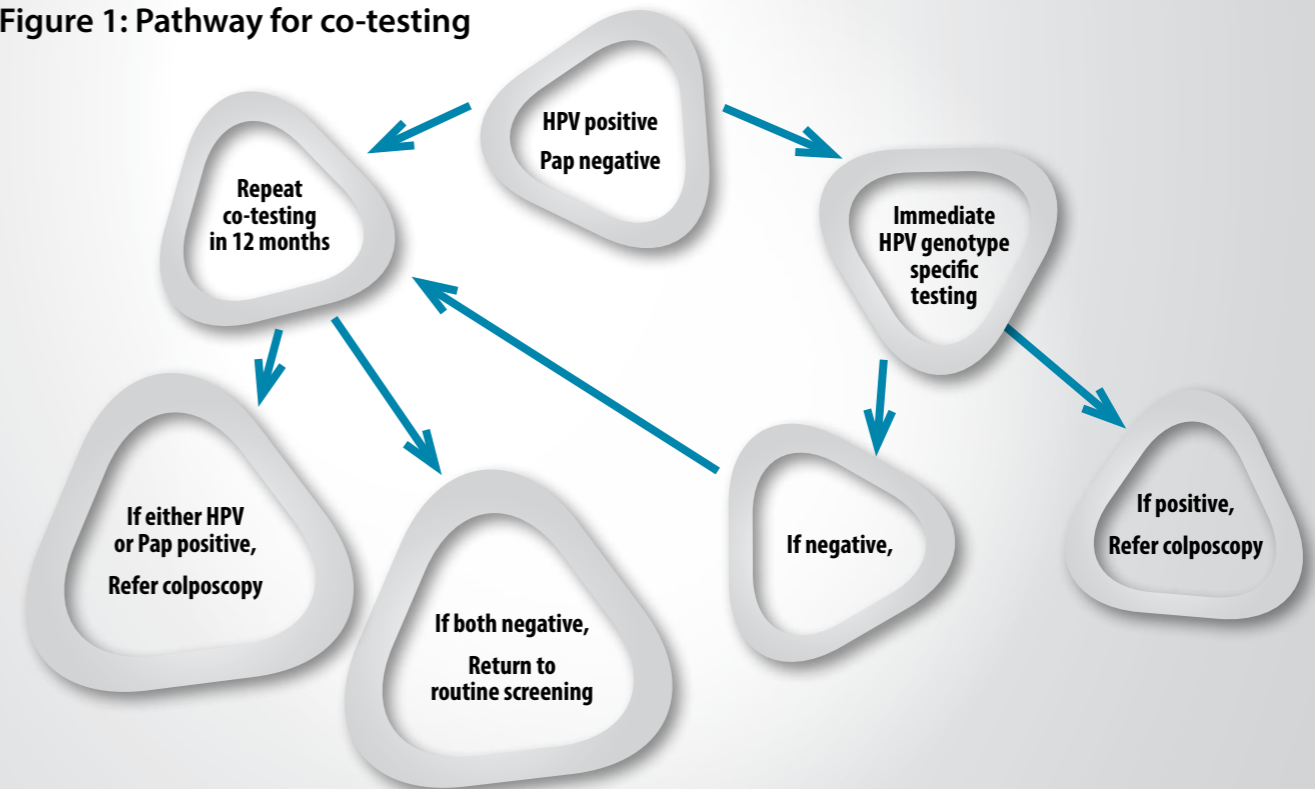 Figure 1: Pathway for co-testing
HPV positive
Pap negative
Repeat
co-testing
in 12 months
Immediate
HPV genotype
specific
testing
If either HPV
or Pap positive,
Refer colposcopy
If both negative,
Return to
routine screening
If negative,
If positive,
Refer colposcopy